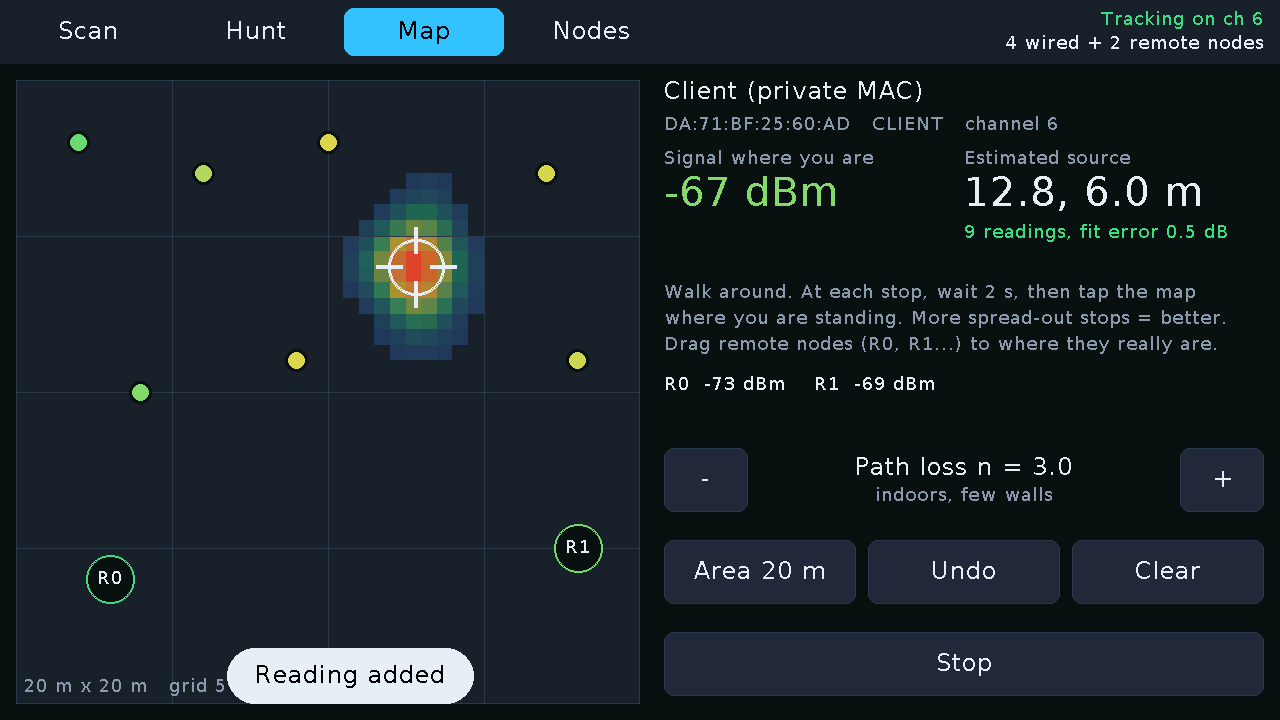 Scan
Hunt
Map
Nodes
Tracking on ch 6
4 wired + 2 remote nodes
Client (private MAC)
DA:71:BF:25:60:AD CLIENT channel 6
Signal where you are
-67 dBm
Estimated source
12.8, 6.0 m
9 readings, fit error 0.5 dB
Walk around. At each stop, wait 2 s, then tap the map
where you are standing. More spread-out stops = better.
Drag remote nodes (R0, R1...) to where they really are.
R0 -73 dBm R1 -69 dBm
-
Path loss n = 3.0
indoors, few walls
+
Area 20 m
Undo
Clear
Stop
R0
R1
20 m x 20 m grid 5
Reading added